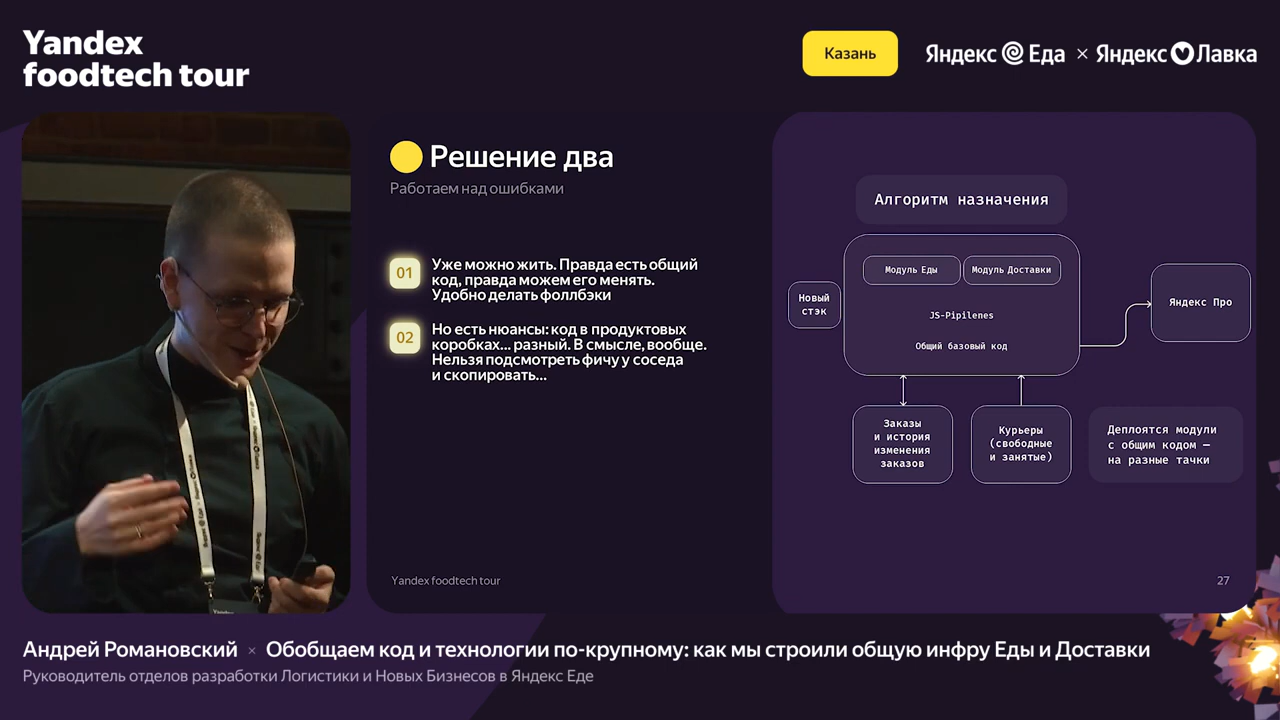 Yandex
foodtech tour
Казань
Яндекс Еда × Яндекс Лавка
Решение два
Работаем над ошибками
01
Уже можно жить. Правда есть общий
код, правда можем его менять.
Удобно делать фоллбэки
02
Но есть нюансы: код в продуктовых
коробках... разный. В смысле, вообще.
Нельзя подсмотреть фичу у соседа
и скопировать...
Yandex foodtech tour
Алгоритм назначения
Модуль Еды
Модуль Доставки
Новый
стэк
JS-Pipilenes
Общий базовый код
Яндекс Про
Заказы
и история
изменения
заказов
Курьеры
(свободные
и занятые)
Деплоятся модули
с общим кодом —
на разные тачки
27
Андрей Романовский × Обобщаем код и технологии по-крупному: как мы строили общую инфру Еды и Доставки
Руководитель отделов разработки Логистики и Новых Бизнесов в Яндекс Еде